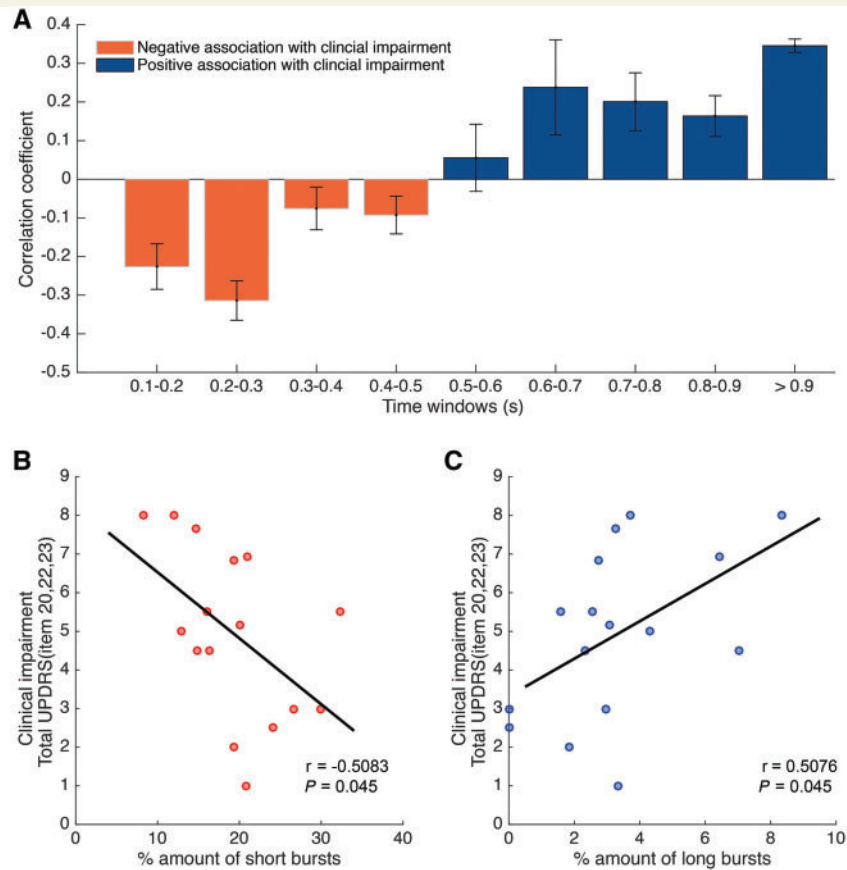 A
0.4
0.3
0.2
0.1
0
-0.1
-0.2
-0.3
-0.4
-0.5
Correlation coefficient
Negative association with clincial impairment
Positive association with clincial impairment
0.1-0.2 0.2-0.3 0.3-0.4 0.4-0.5 0.5-0.6 0.6-0.7 0.7-0.8 0.8-0.9 > 0.9
Time windows (s)
B
9
8
7
6
5
4
3
2
1
0
Clinical impairment
Total UPDRS(item 20,22,23)
r = -0.5083
P = 0.045
0 10 20 30 40
% amount of short bursts
C
9
8
7
6
5
4
3
2
1
0
Clinical impairment
Total UPDRS(item 20,22,23)
r = 0.5076
P = 0.045
0 2 4 6 8 10
% amount of long bursts